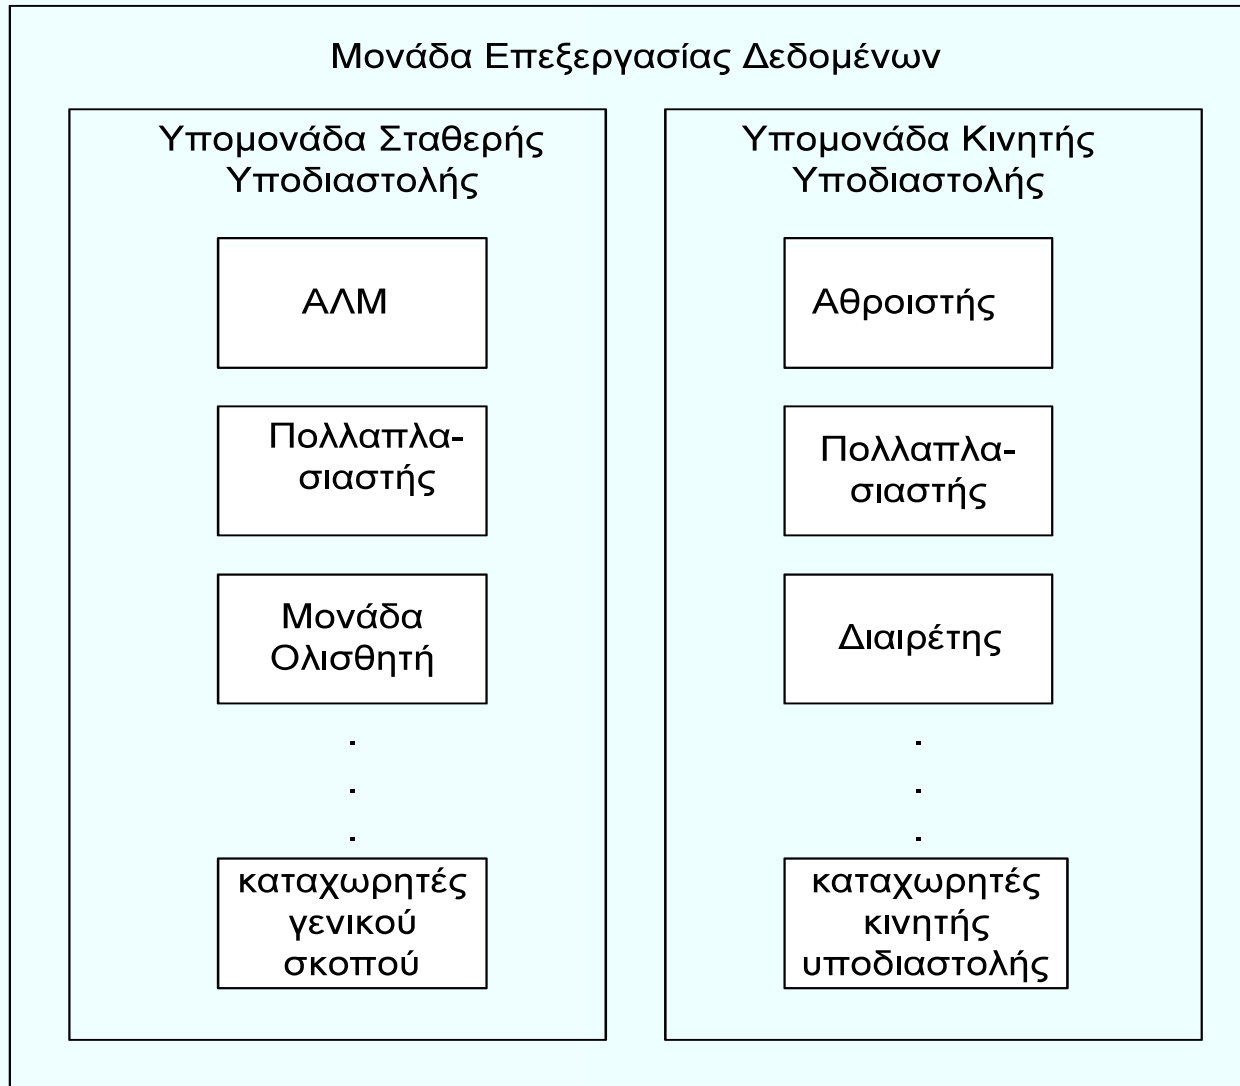 Μονάδα Επεξεργασίας Δεδομένων
Υπομονάδα Σταθερής
Υποδιαστολής
ΑΛΜ
Πολλαπλα-
σιαστής
Μονάδα
Ολισθητή
.
.
.
καταχωρητές
γενικού
σκοπού
Υπομονάδα Κινητής
Υποδιαστολής
Αθροιστής
Πολλαπλα-
σιαστής
Διαιρέτης
.
.
.
καταχωρητές
κινητής
υποδιαστολής